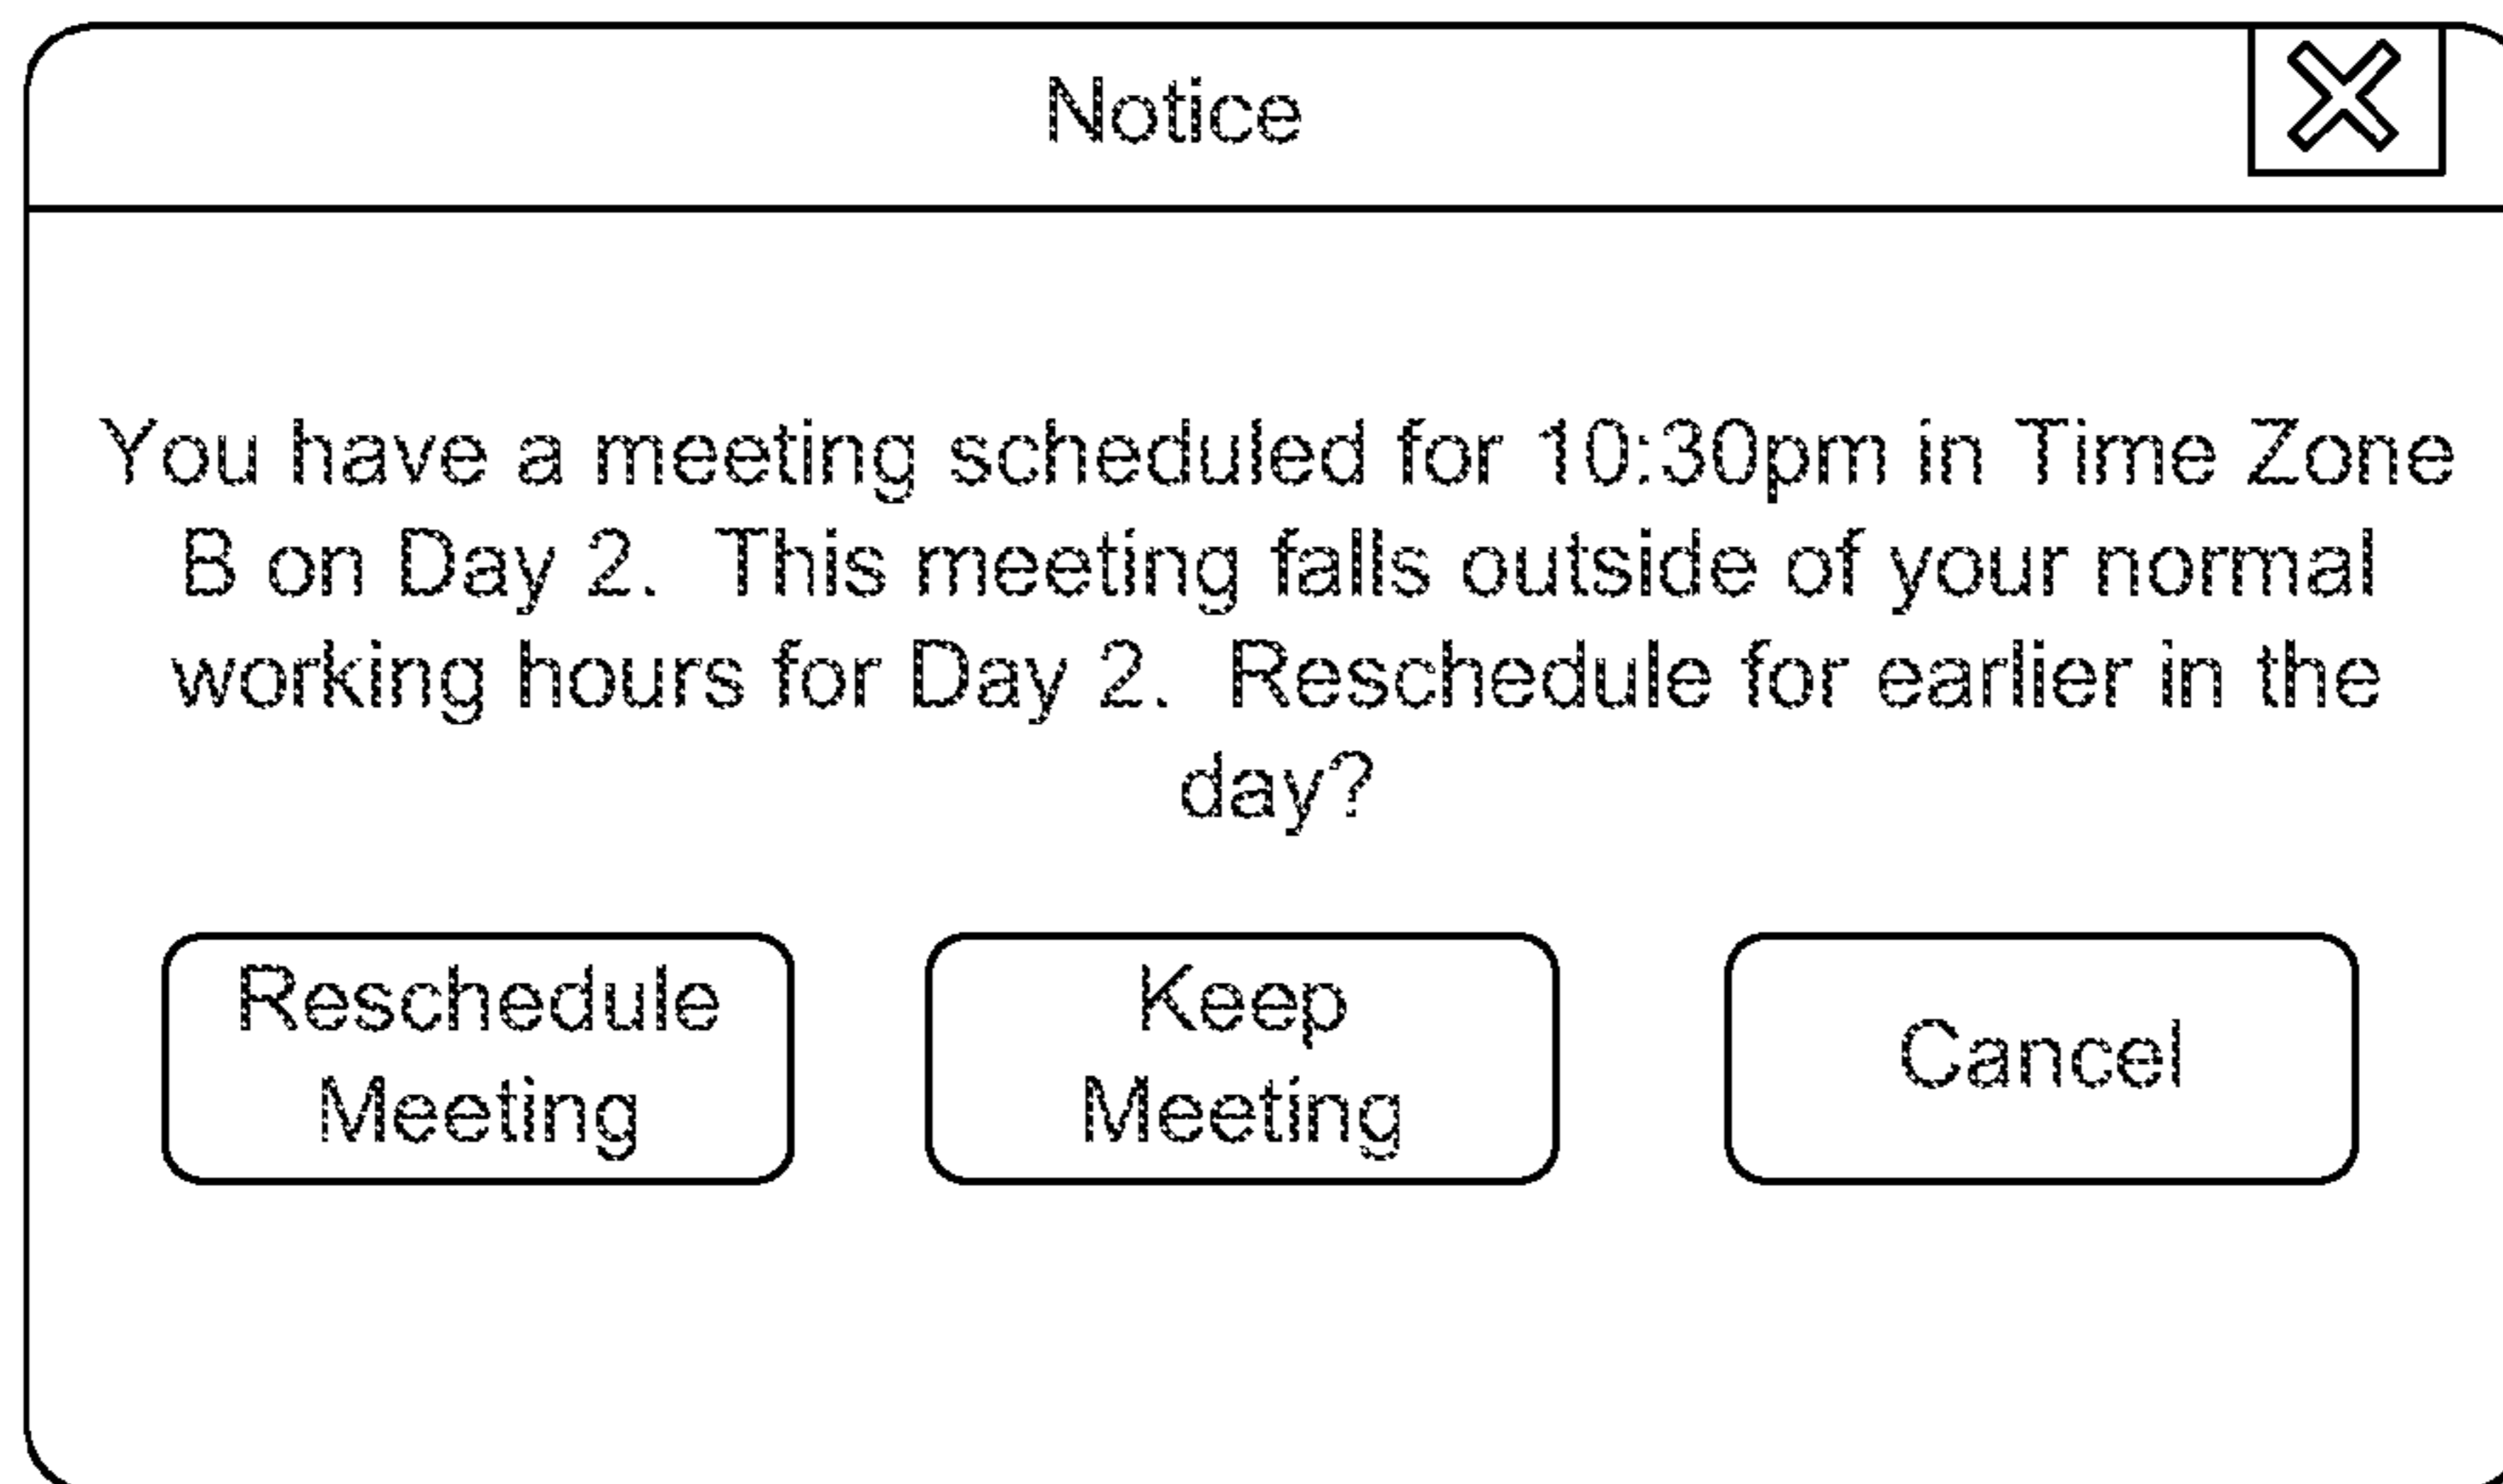 Notice
You have a meeting scheduled for 10:30pm in Time Zone
B on Day 2.  This meeting falls outside of your normal
working hours for Day 2.  Reschedule for earlier in the
day?
Reschedule
Meeting
Keep
Meeting
Cancel